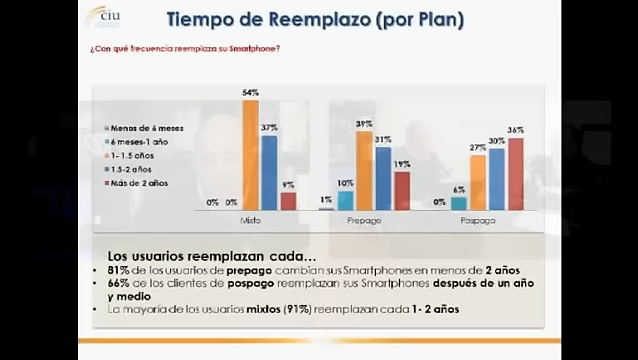 ciu
Tiempo de Reemplazo (por Plan)
¿Con qué frecuencia reemplaza su Smartphone?
Menos de 6 meses
6 meses-1 año
1- 1.5 años
1.5-2 años
Más de 2 años
0% 0% 54% 37% 9%
1% 10% 39% 31% 19%
0% 6% 27% 30% 36%
Mixto Prepago Pospago
Los usuarios reemplazan cada...
• 81% de los usuarios de prepago cambian sus Smartphones en menos de 2 años
• 66% de los clientes de pospago reemplazan sus Smartphones después de un año
y medio
• La mayoría de los usuarios mixtos (91%) reemplazan cada 1- 2 años